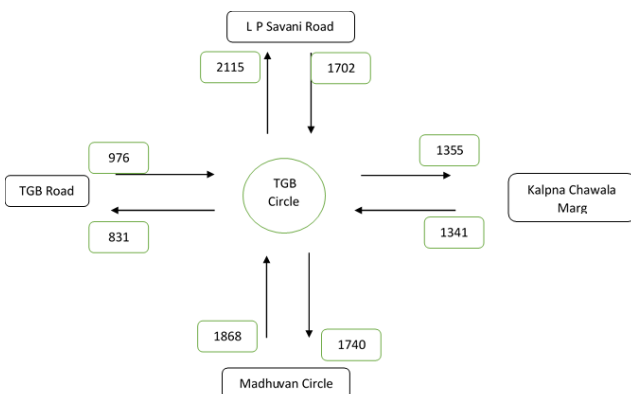 L P Savani Road
2115
1702
976
1355
TGB Road
TGB
Circle
Kalpna Chawala
Marg
831
1341
1868
1740
Madhuvan Circle